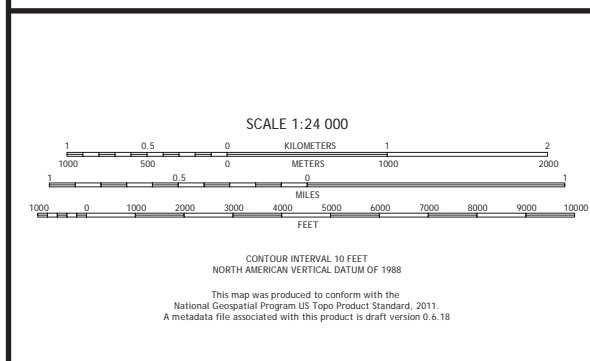 SCALE 1:24 000
1 0.5 0 KILOMETERS 1 2
1000 500 0 METERS 1000 2000
1 0.5 0 1
MILES
1000 0 1000 2000 3000 4000 5000 6000 7000 8000 9000 10000
FEET
CONTOUR INTERVAL 10 FEET
NORTH AMERICAN VERTICAL DATUM OF 1988
This map was produced to conform with the
National Geospatial Program US Topo Product Standard, 2011.
A metadata file associated with this product is draft version 0.6.18